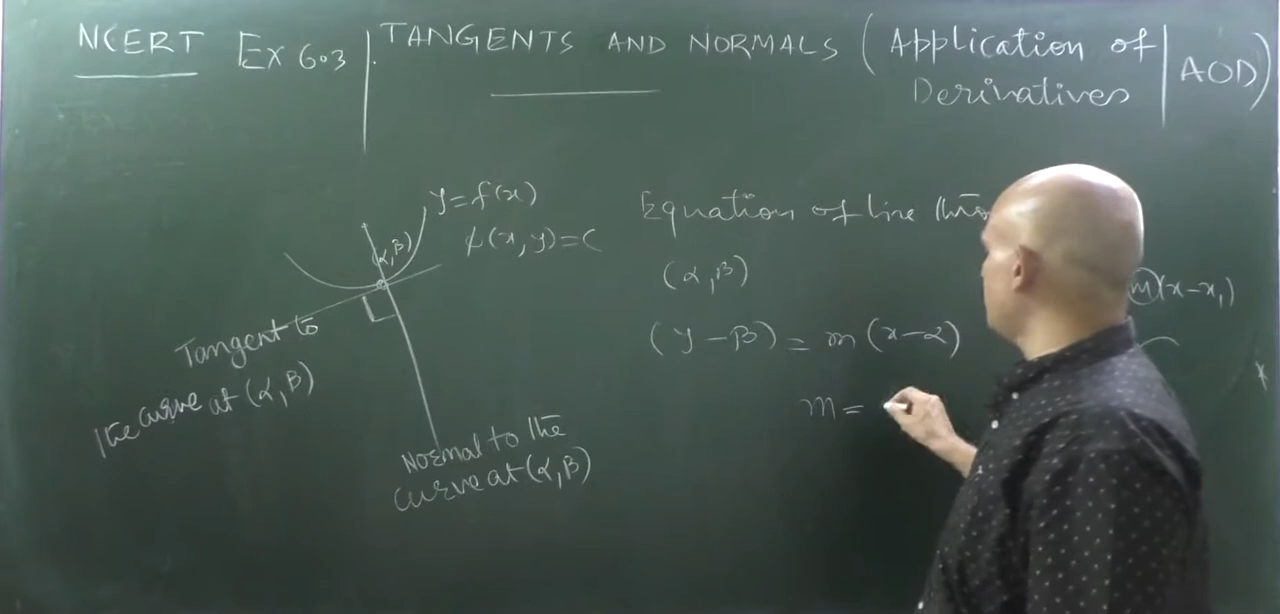 NCERT Ex 6.3 TANGENTS AND NORMALS (Application of Derivatives | AOD)
y=f(x)
(α,β)
(x,y)=C
Tangent to
the curve at (α,β)
Normal to the
curve at (α,β)
Equation of line
(α,β)
(y-β)=m(x-α)
m=
m(x-x₁)